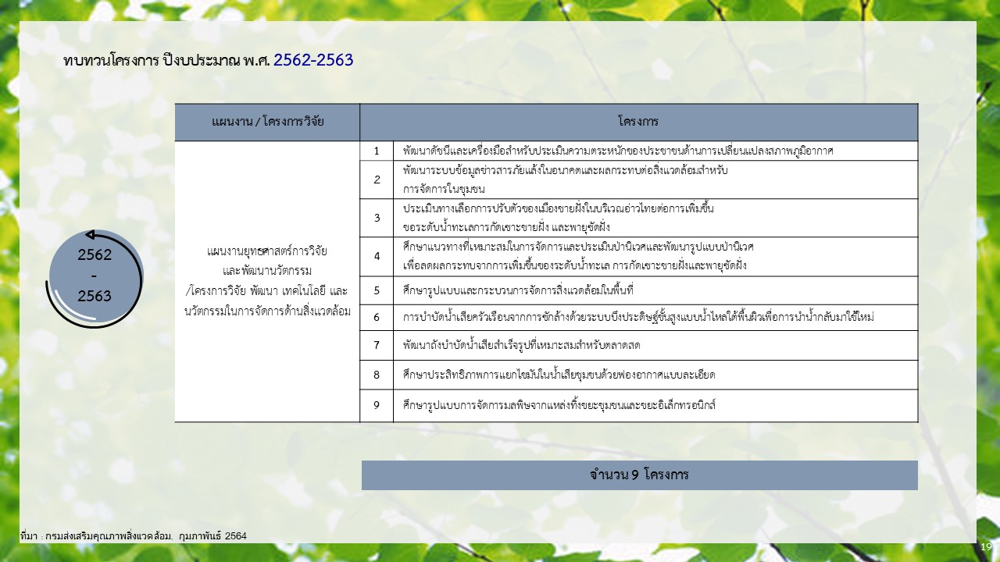 ทบทวนโครงการ ปีงบประมาณ พ.ศ. 2562-2563
แผนงาน / โครงการวิจัย
โครงการ
2562
-
2563
แผนงานยุทธศาสตร์การวิจัย
และพัฒนานวัตกรรม
/โครงการวิจัย พัฒนา เทคโนโลยี และ
นวัตกรรมในการจัดการด้านสิ่งแวดล้อม
1 พัฒนาดัชนีและเครื่องมือสำหรับประเมินความตระหนักของประชาชนด้านการเปลี่ยนแปลงสภาพภูมิอากาศ
2 พัฒนาระบบข้อมูลข่าวสารภัยแล้งในอนาคตและผลกระทบต่อสิ่งแวดล้อมสำหรับ
การจัดการในชุมชน
3 ประเมินทางเลือกการปรับตัวของเมืองชายฝั่งในบริเวณอ่าวไทยต่อการเพิ่มขึ้น
ของระดับน้ำทะเลการกัดเซาะชายฝั่ง และพายุซัดฝั่ง
4 ศึกษาแนวทางที่เหมาะสมในการจัดการและประเมินป่านิเวศและพัฒนารูปแบบป่านิเวศ
เพื่อลดผลกระทบจากการเพิ่มขึ้นของระดับน้ำทะเล การกัดเซาะชายฝั่งและพายุซัดฝั่ง
5 ศึกษารูปแบบและกระบวนการจัดการสิ่งแวดล้อมในพื้นที่
6 การบำบัดน้ำเสียครัวเรือนจากการซักล้างด้วยระบบบึงประดิษฐ์ขั้นสูงแบบน้ำไหลใต้พื้นผิวเพื่อการนำน้ำกลับมาใช้ใหม่
7 พัฒนาถังบำบัดน้ำเสียสำเร็จรูปที่เหมาะสมสำหรับตลาดสด
8 ศึกษาประสิทธิภาพการแยกไขมันในน้ำเสียชุมชนด้วยฟองอากาศแบบละเอียด
9 ศึกษารูปแบบการจัดการมลพิษจากแหล่งทิ้งขยะชุมชนและขยะอิเล็กทรอนิกส์
จำนวน 9 โครงการ
ที่มา : กรมส่งเสริมคุณภาพสิ่งแวดล้อม. กุมภาพันธ์ 2564
19